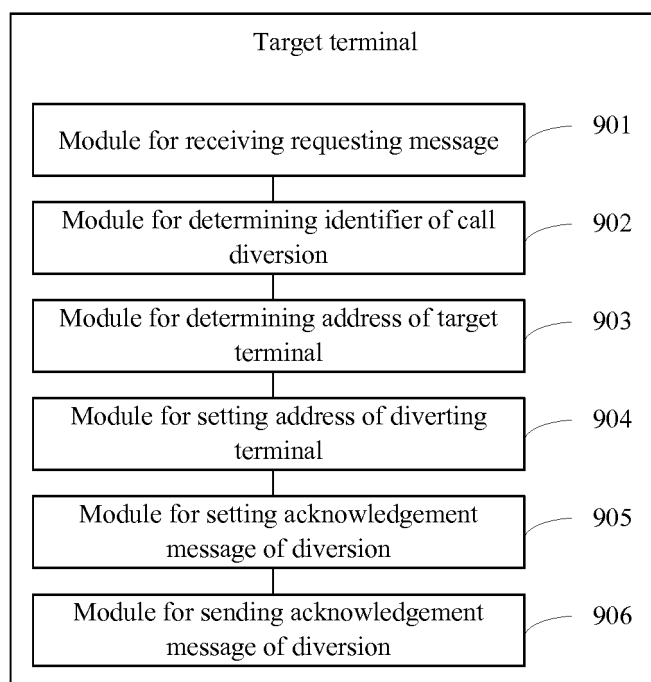 Target terminal
Module for receiving requesting message
901
Module for determining identifier of call
diversion
902
Module for determining address of target
terminal
903
Module for setting address of diverting
terminal
904
Module for setting acknowledgement
message of diversion
905
Module for sending acknowledgement
message of diversion
906